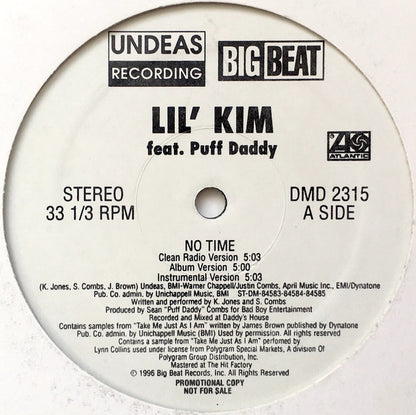 UNDEAS
RECORDING
BIG BEAT
LIL' KIM
feat. Puff Daddy
ATLANTIC
STEREO
33 1/3 RPM
DMD 2315
A SIDE
NO TIME
Clean Radio Version 5:03
Album Version 5:00
Instrumental Version 5:03
(K. Jones, S. Combs, J. Brown) Undeas, BMI-Warner Chappell/Justin Combs, April Music Inc., EMI/Dynatone
Pub. Co. admin. by Unichappell Music, BMI ST-DM-84583-84584-84585
Written and performed by K. Jones and S. Combs
Produced by Sean "Puff Daddy" Combs for Bad Boy Entertainment
Recorded and Mixed at Daddy's House
Contains samples from "Take Me Just As I Am" written by James Brown published by Dynatone
Pub. Co. admin. by Unichappell Music (BMI) Used by permission. All rights reserved.
Contains a sample from "Take Me Just As I Am" perfomed by
Lynn Collins used under license from Polygram Special Markets, A division Of
Polygram Group Distribution, Inc.
Mastered at The Hit Factory
© 1996 Big Beat Records, Inc. All rights reserved.
PROMOTIONAL COPY
NOT FOR SALE